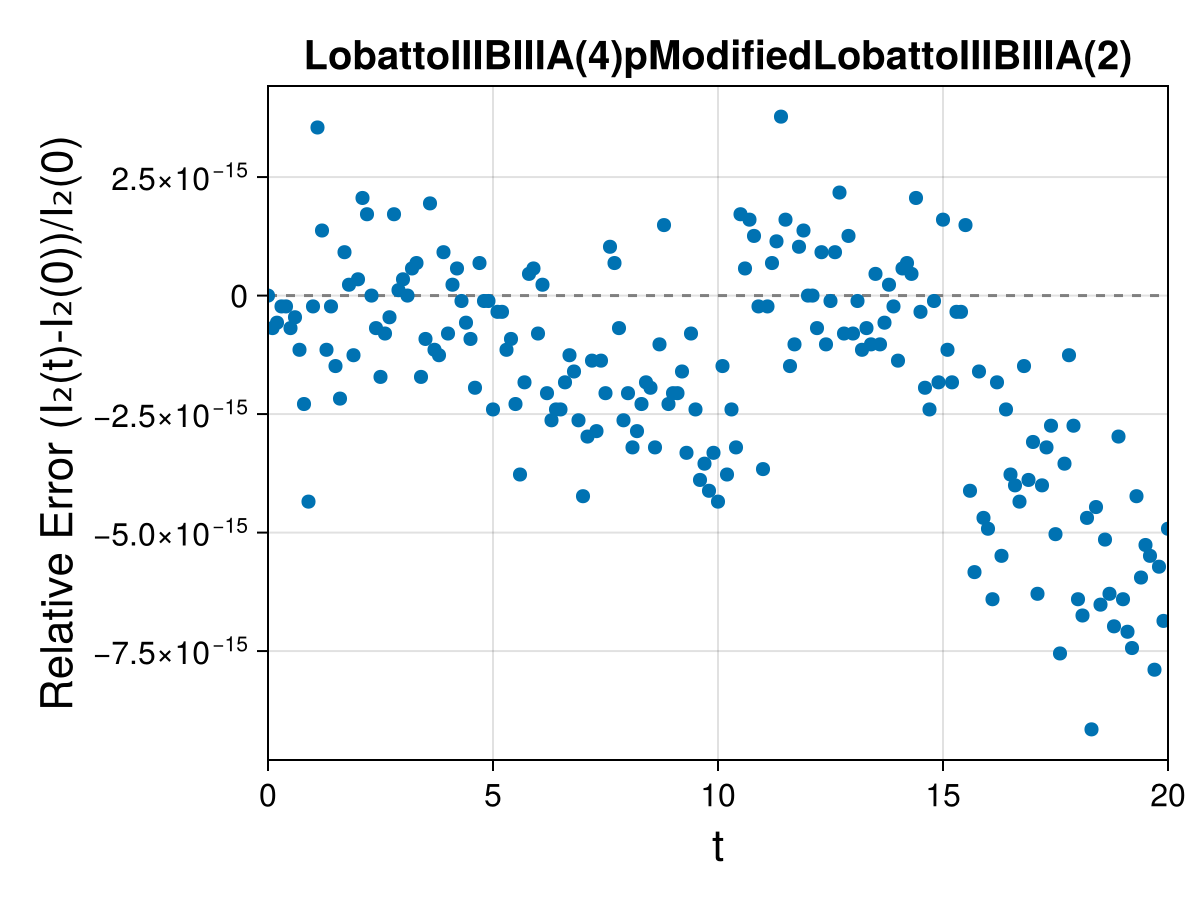 LobattoIIIBIIIA(4)pModifiedLobattoIIIBIIIA(2)
Relative Error (I₂(t)-I₂(0))/I₂(0)
2.5×10⁻¹⁵
0
−2.5×10⁻¹⁵
−5.0×10⁻¹⁵
−7.5×10⁻¹⁵
0 5 10 15 20
t